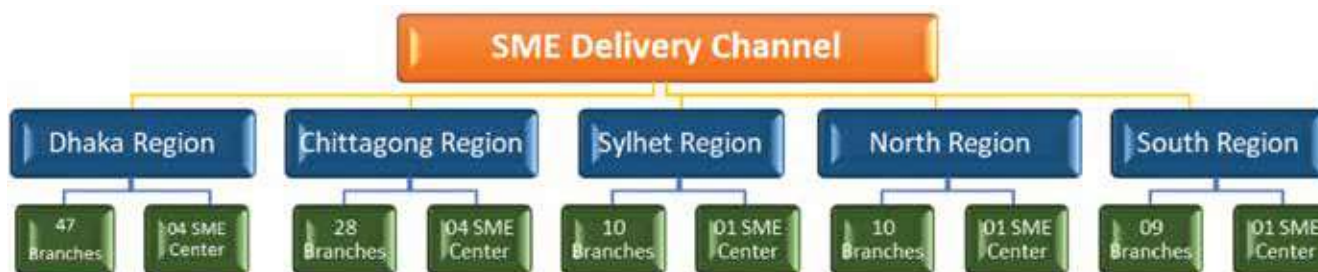 SME Delivery Channel
Dhaka Region
Chittagong Region
Sylhet Region
North Region
South Region
47
Branches
04 SME
Center
28
Branches
04 SME
Center
10
Branches
01 SME
Center
10
Branches
01 SME
Center
09
Branches
01 SME
Center